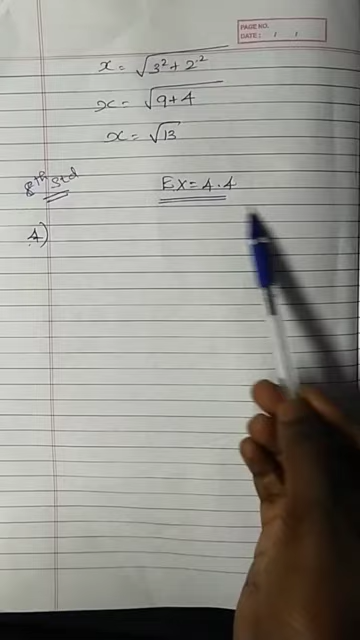 PAGE NO.
DATE : / /
x = √3² + 2²
x = √9 + 4
x = √13
8th Std
Ex = 4.4
4)